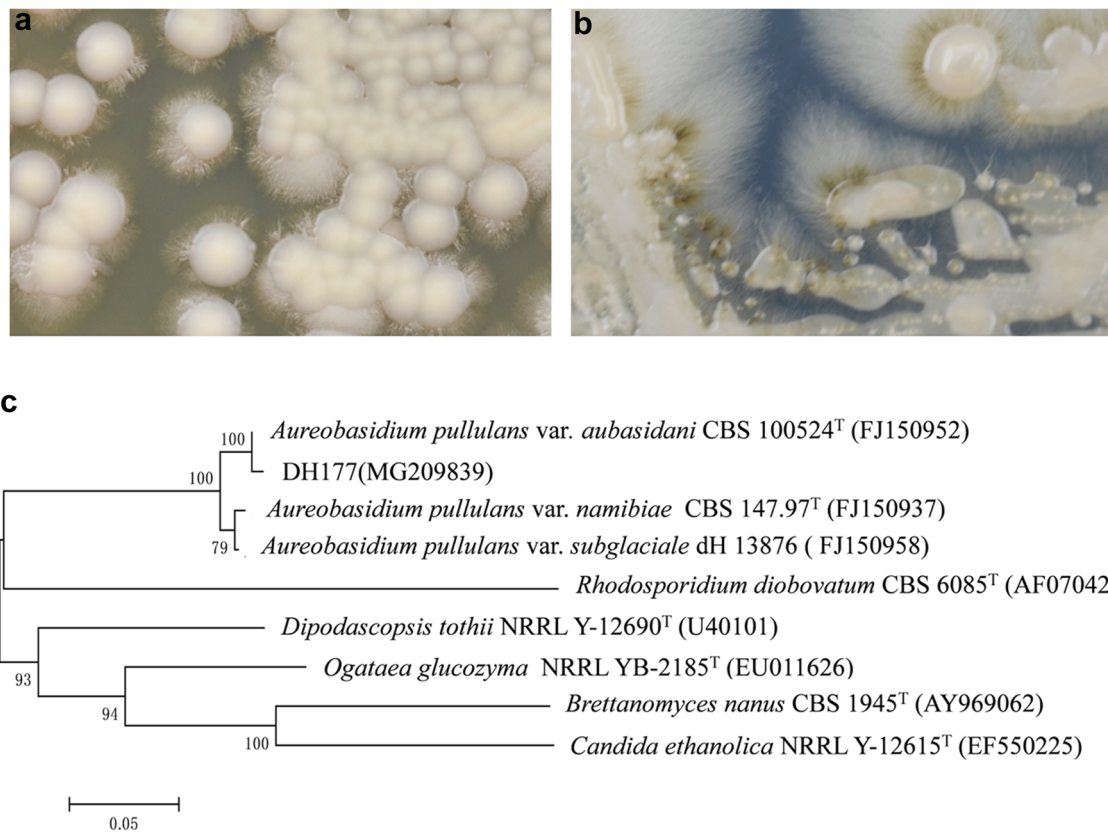 a
b
c
100
Aureobasidium pullulans var. aubasidani CBS 100524ᵀ (FJ150952)
100
DH177(MG209839)
Aureobasidium pullulans var. namibiae CBS 147.97ᵀ (FJ150937)
79
Aureobasidium pullulans var. subglaciale dH 13876 ( FJ150958)
Rhodosporidium diobovatum CBS 6085ᵀ (AF07042
Dipodascopsis tothii NRRL Y-12690ᵀ (U40101)
93
Ogataea glucozyma NRRL YB-2185ᵀ (EU011626)
94
Brettanomyces nanus CBS 1945ᵀ (AY969062)
100
Candida ethanolica NRRL Y-12615ᵀ (EF550225)
0.05